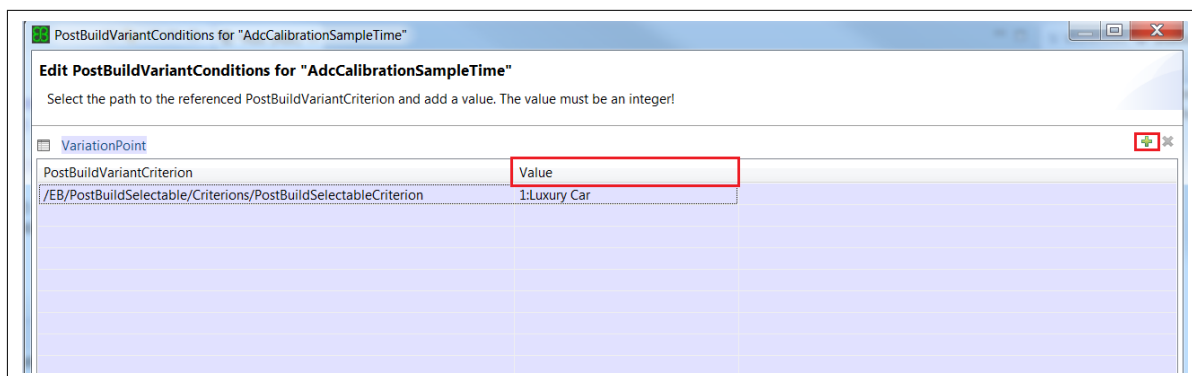 PostBuildVariantConditions for "AdcCalibrationSampleTime"
Edit PostBuildVariantConditions for "AdcCalibrationSampleTime"
Select the path to the referenced PostBuildVariantCriterion and add a value. The value must be an integer!
VariationPoint
PostBuildVariantCriterion Value
/EB/PostBuildSelectable/Criterions/PostBuildSelectableCriterion 1:Luxury Car